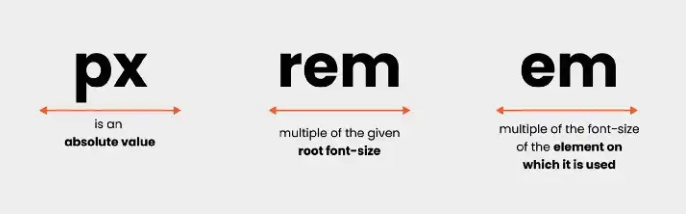 px
is an
absolute value
rem
multiple of the given
root font-size
em
multiple of the font-size
of the element on
which it is used